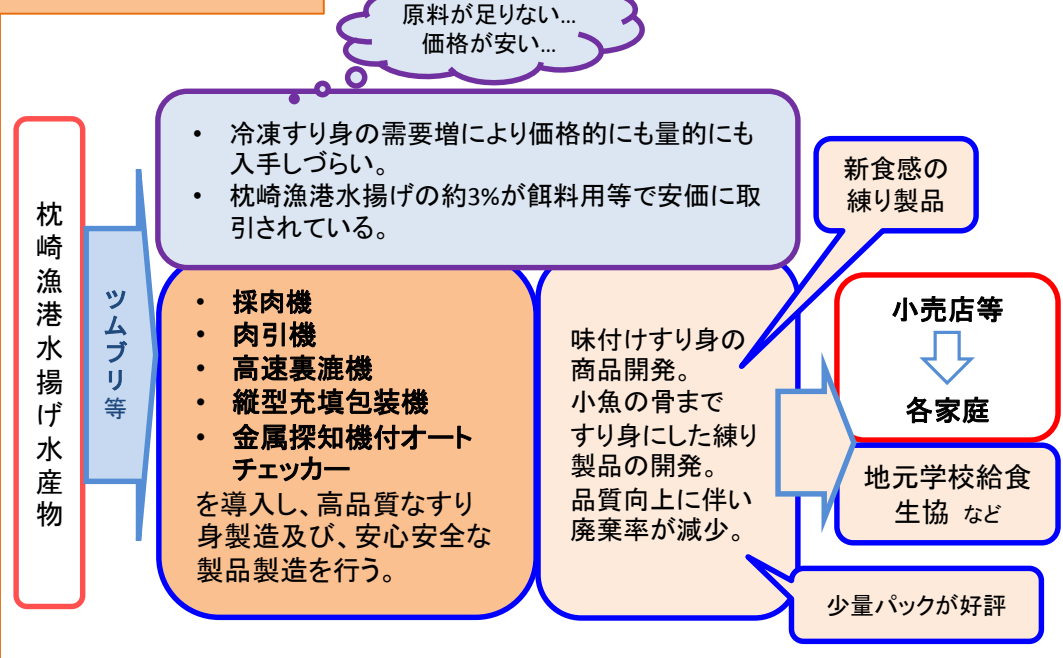 原料が足りない…
価格が安い…
• 冷凍すり身の需要増により価格的にも量的にも
入手しづらい。
• 枕崎漁港水揚げの約3%が餌料用等で安価に取
引されている。
枕崎漁港水揚げ水産物
ツムブリ等
• 採肉機
• 肉引機
• 高速裏漉機
• 縦型充填包装機
• 金属探知機付オート
チェッカー
を導入し、高品質なすり
身製造及び、安心安全な
製品製造を行う。
味付けすり身の
商品開発。
小魚の骨まで
すり身にした練り
製品の開発。
品質向上に伴い
廃棄率が減少。
新食感の
練り製品
小売店等
各家庭
地元学校給食
生協 など
少量パックが好評